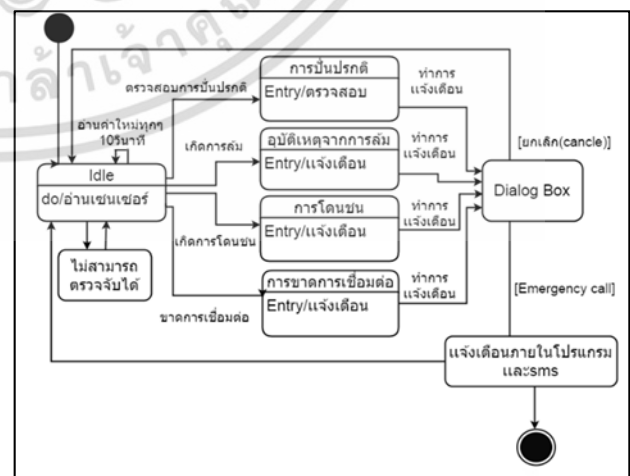 การปั่นปรกติ
Entry/ตรวจสอบ
ตรวจสอบการปั่นปรกติ
ทำการ
แจ้งเตือน
อ่านค่าใหม่ทุกๆ
10วินาที
เกิดการล้ม
อุบัติเหตุจากการล้ม
Entry/แจ้งเตือน
ทำการ
แจ้งเตือน
[ยกเลิก(cancle)]
Idle
do/อ่านเซนเซอร์
Dialog Box
การโดนชน
Entry/แจ้งเตือน
ทำการ
แจ้งเตือน
เกิดการโดนชน
ไม่สามารถ
ตรวจจับได้
การขาดการเชื่อมต่อ
Entry/แจ้งเตือน
ทำการ
แจ้งเตือน
[Emergency call]
ขาดการเชื่อมต่อ
แจ้งเตือนภายในโปรแกรม
และsms